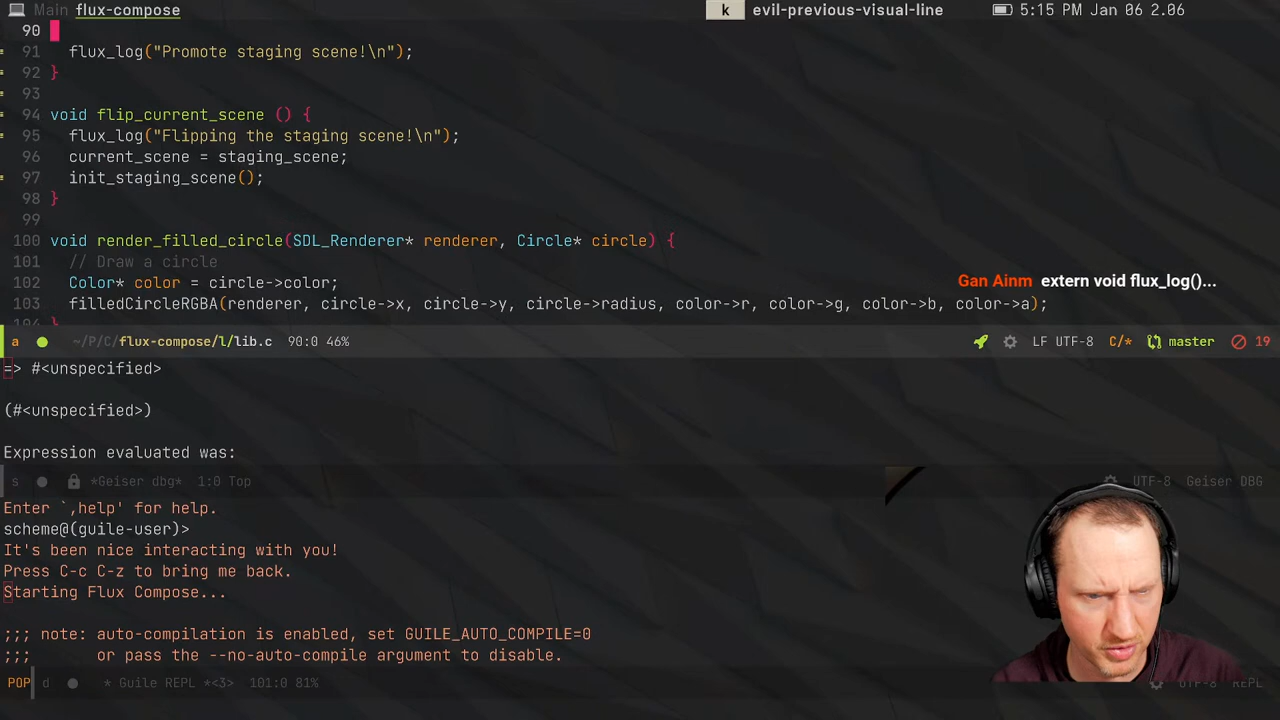 Main flux-compose k evil-previous-visual-line 5:15 PM Jan 06 2.06
90
91 flux_log("Promote staging scene!\n");
92 }
93
94 void flip_current_scene () {
95 flux_log("Flipping the staging scene!\n");
96 current_scene = staging_scene;
97 init_staging_scene();
98 }
99
100 void render_filled_circle(SDL_Renderer* renderer, Circle* circle) {
101 // Draw a circle
102 Color* color = circle->color;
Gan Ainm extern void flux_log()...
103 filledCircleRGBA(renderer, circle->x, circle->y, circle->radius, color->r, color->g, color->b, color->a);
104 }
a ~/P/C/flux-compose/l/lib.c 90:0 46% LF UTF-8 C/* master 19
=> #<unspecified>
(#<unspecified>)
Expression evaluated was:
s *Geiser dbg* 1:0 Top UTF-8 Geiser DBG
Enter `,help' for help.
scheme@(guile-user)>
It's been nice interacting with you!
Press C-c C-z to bring me back.
Starting Flux Compose...
;;; note: auto-compilation is enabled, set GUILE_AUTO_COMPILE=0
;;; or pass the --no-auto-compile argument to disable.
POP d * Guile REPL *<3> 101:0 81% UTF-8 REPL